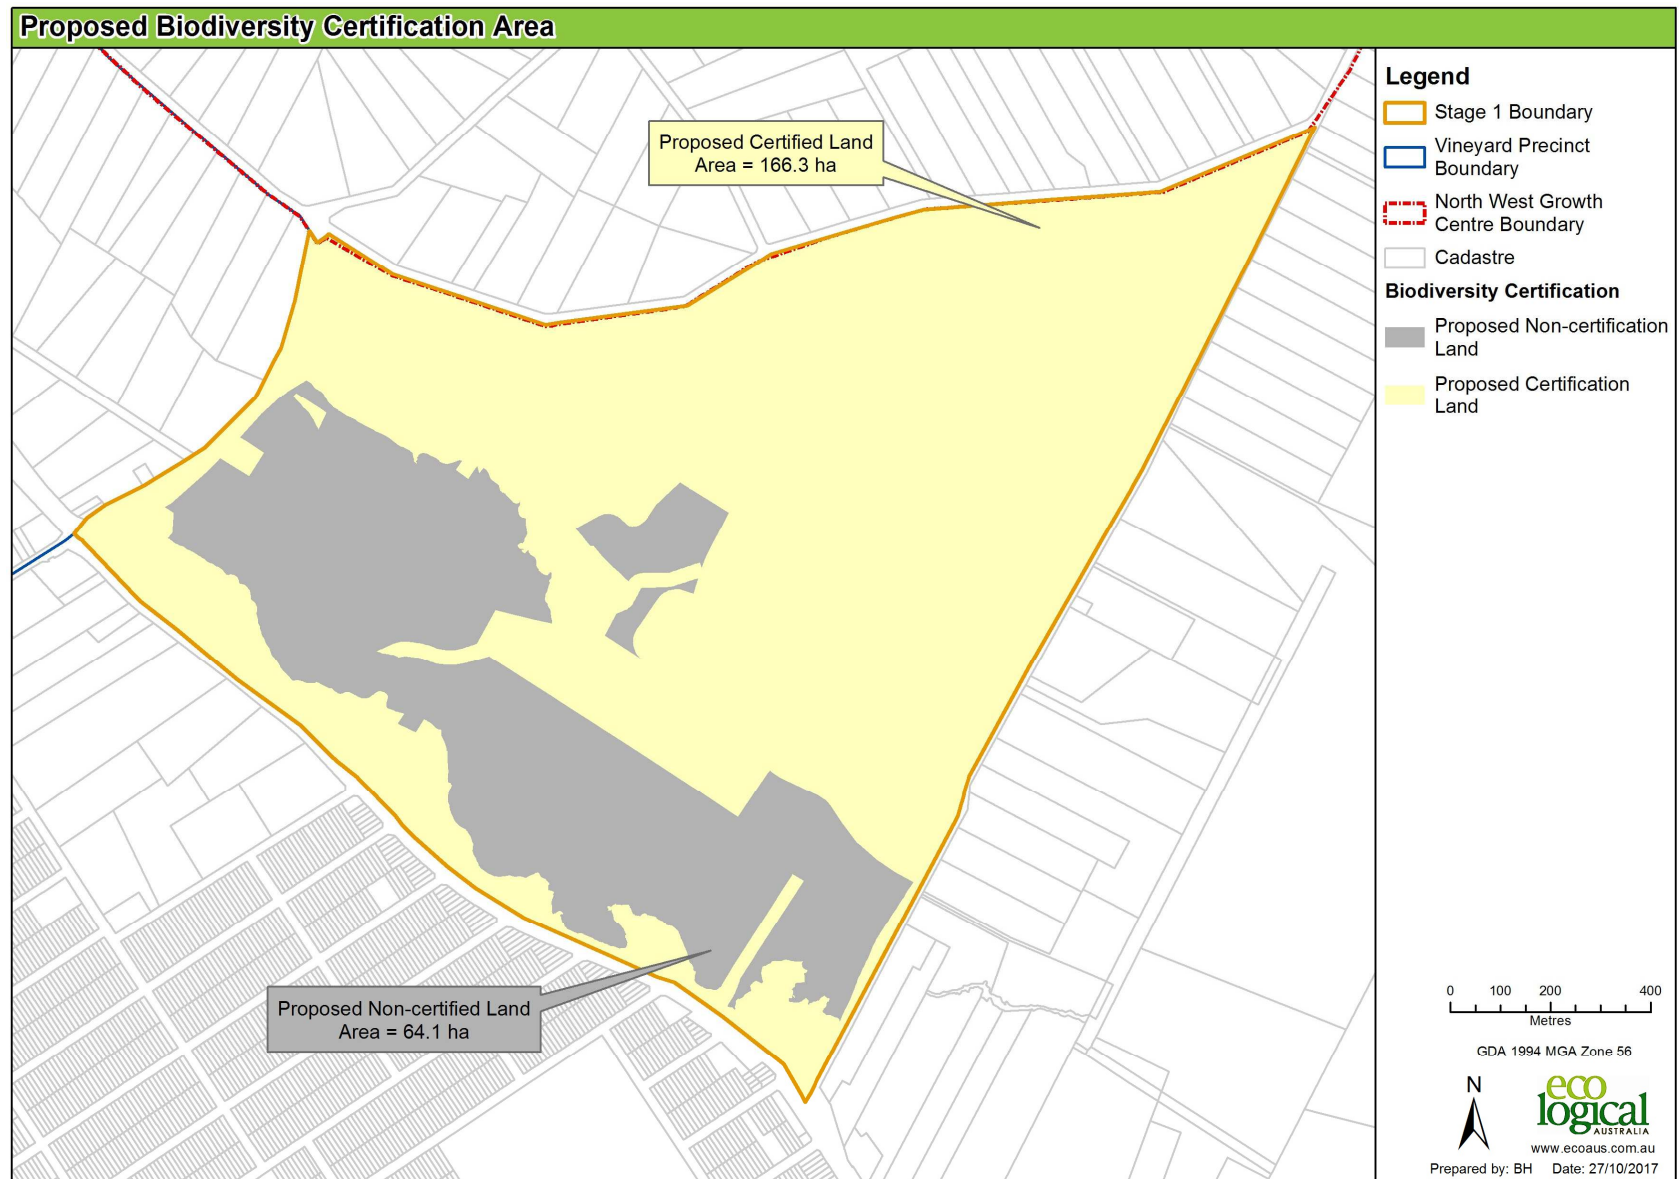 Proposed Biodiversity Certification Area
Proposed Certified Land
Area = 166.3 ha
Proposed Non-certified Land
Area = 64.1 ha
Legend
Stage 1 Boundary
Vineyard Precinct
Boundary
North West Growth
Centre Boundary
Cadastre
Biodiversity Certification
Proposed Non-certification
Land
Proposed Certification
Land
0 100 200 400
Metres
GDA 1994 MGA Zone 56
N
eco
logical
AUSTRALIA
www.ecoaus.com.au
Prepared by: BH Date: 27/10/2017